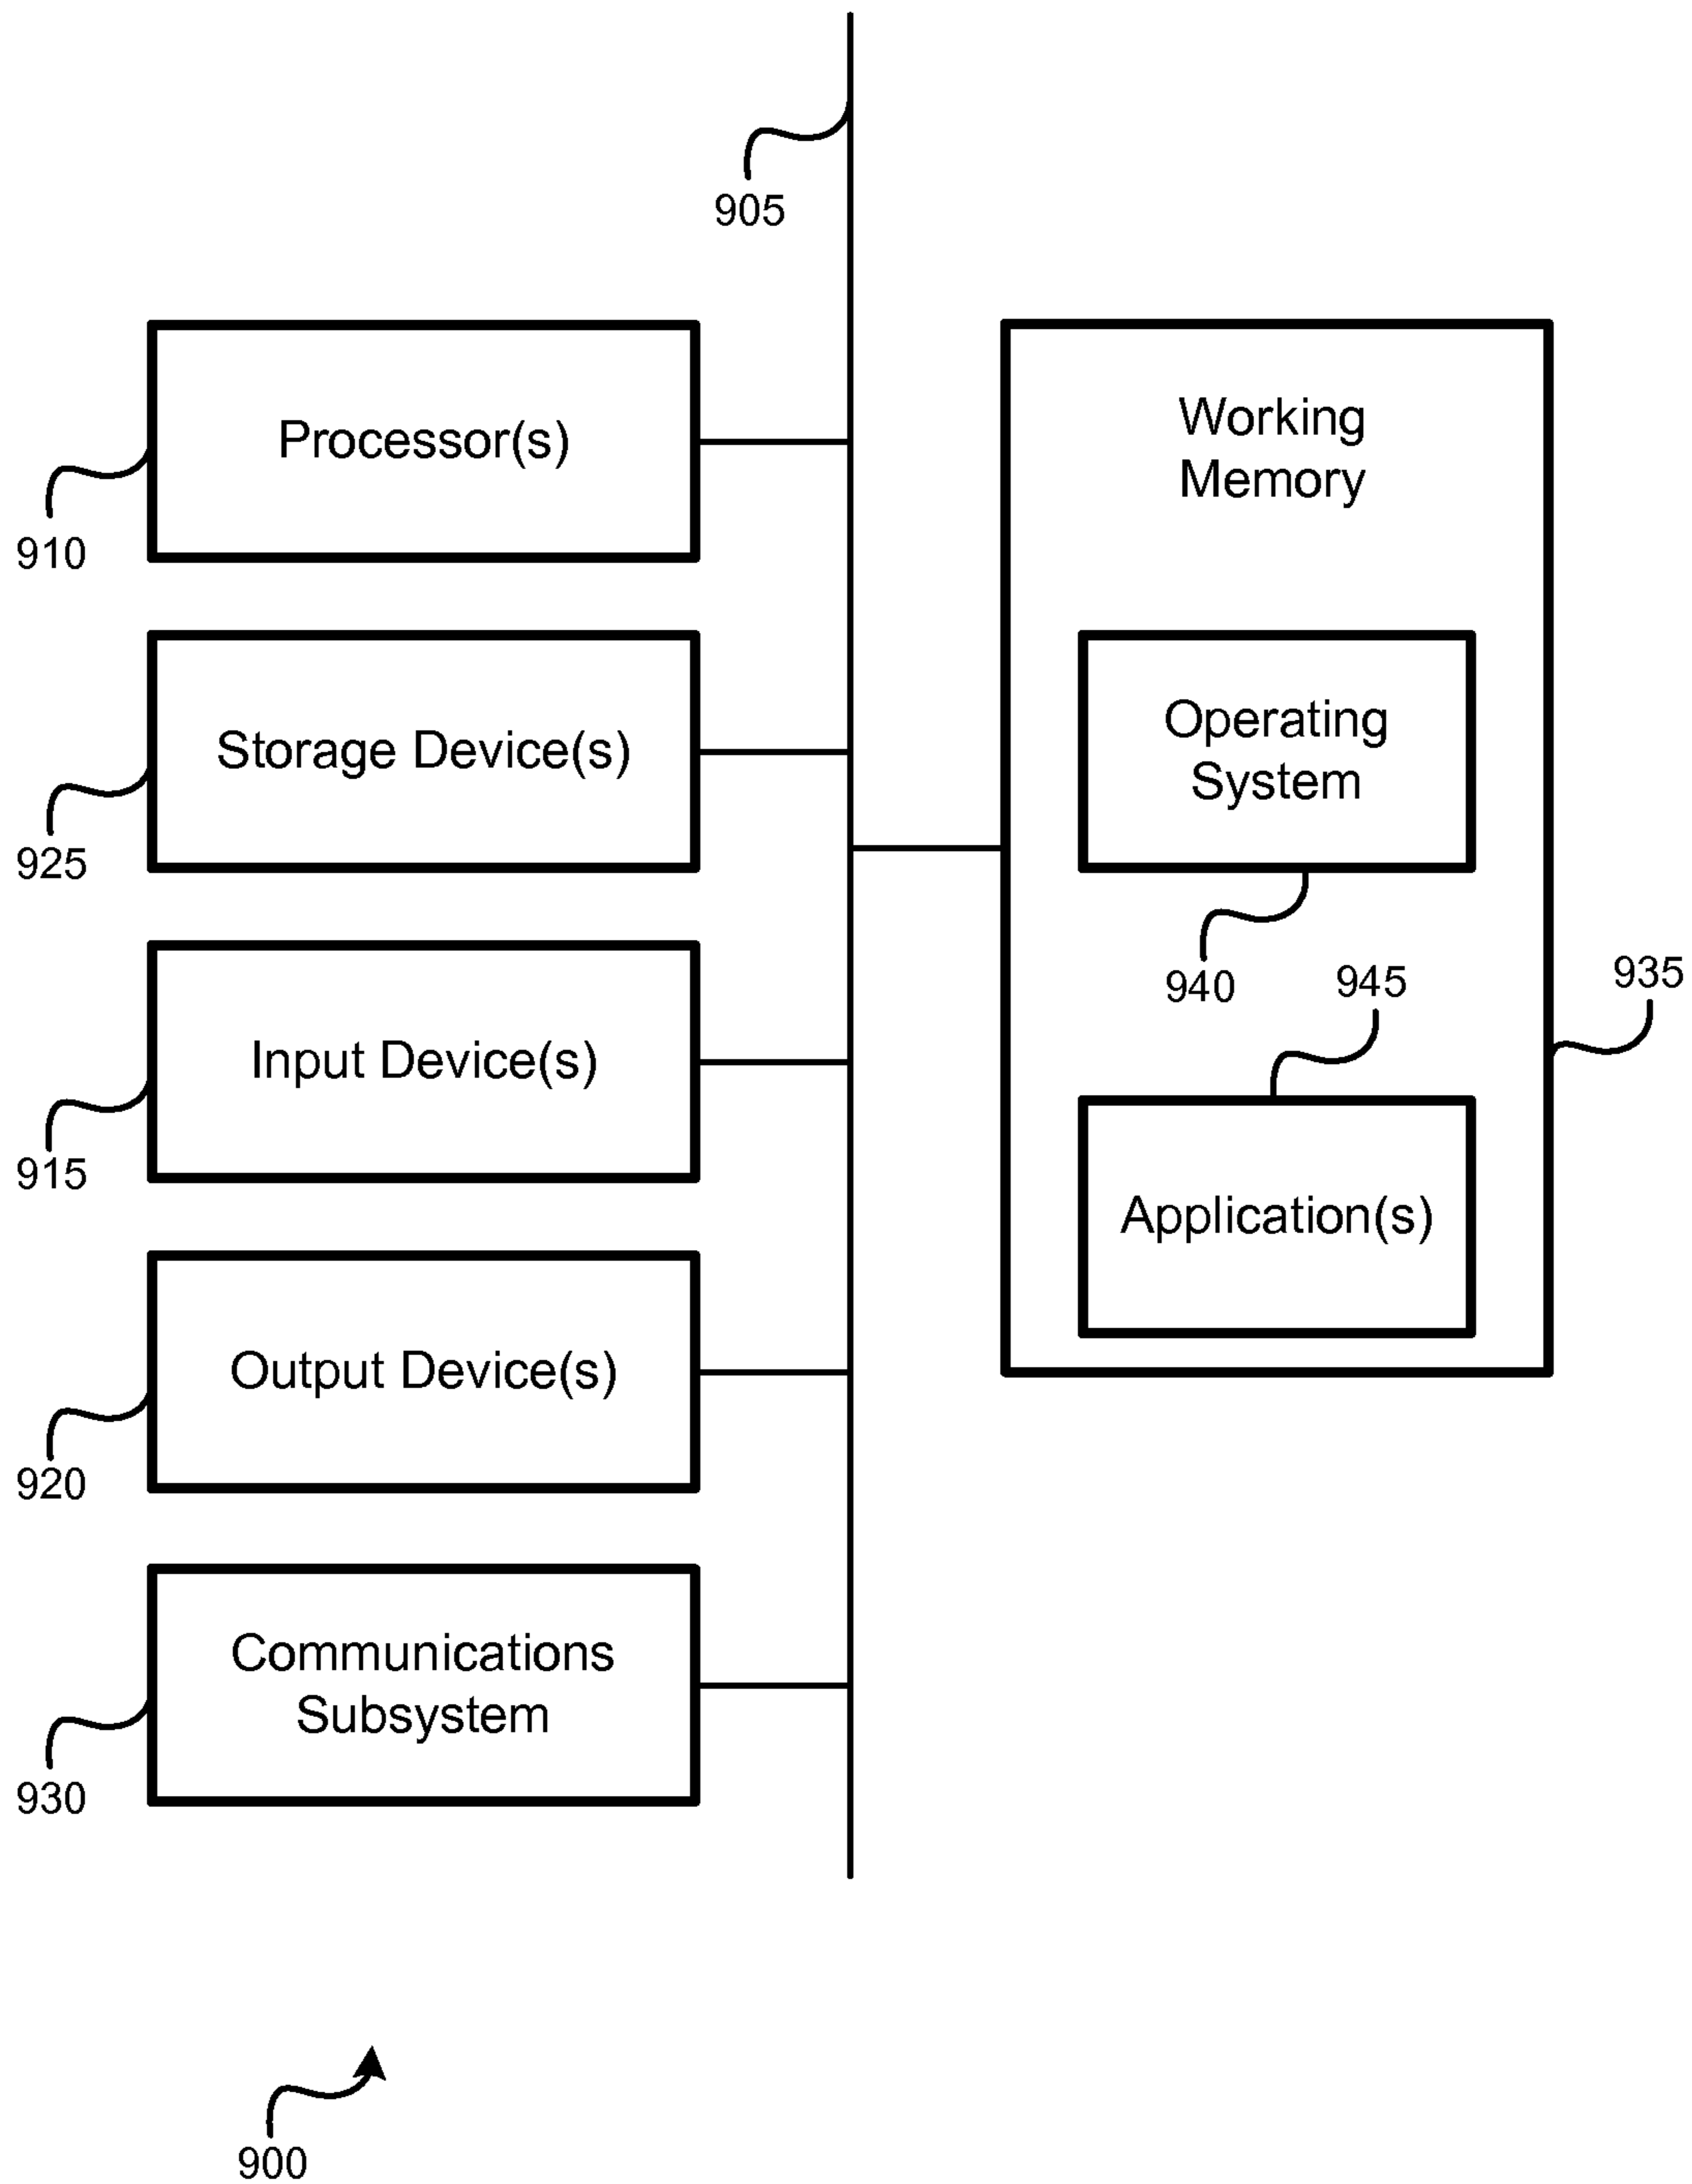 905
Processor(s)
910
Storage Device(s)
925
Input Device(s)
915
Output Device(s)
920
Communications
Subsystem
930
Working
Memory
Operating
System
940
945
935
Application(s)
900